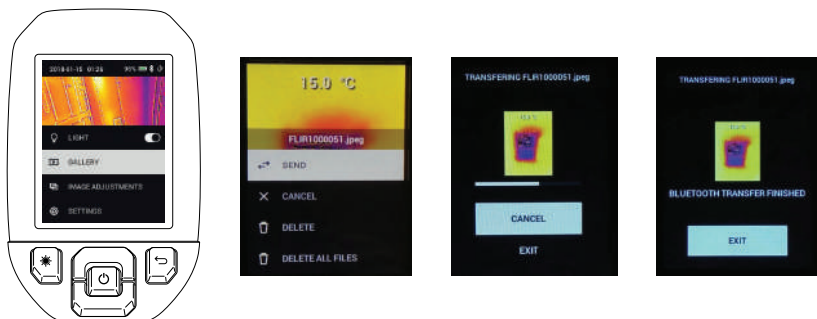 2018-01-15 01:25 90%
LIGHT
GALLERY
IMAGE ADJUSTMENTS
SETTINGS
15.0 °C
FLIR1000051.jpeg
SEND
CANCEL
DELETE
DELETE ALL FILES
TRANSFERING FLIR1000051.jpeg
CANCEL
EXIT
TRANSFERING FLIR1000051.jpeg
BLUETOOTH TRANSFER FINISHED
EXIT